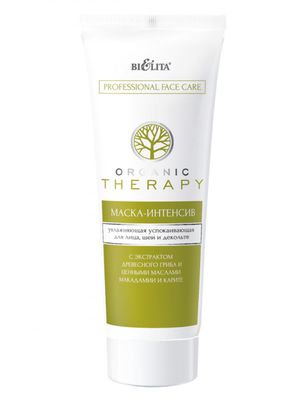 BIELITA
PROFESSIONAL FACE CARE
ORGANIC
THERAPY
МАСКА-ИНТЕНСИВ
увлажняющая успокаивающая
для лица, шеи и декольте
С ЭКСТРАКТОМ
ДРЕВЕСНОГО ГРИБА И
ЦЕННЫМИ МАСЛАМИ
МАКАДАМИИ И КАРИТЕ